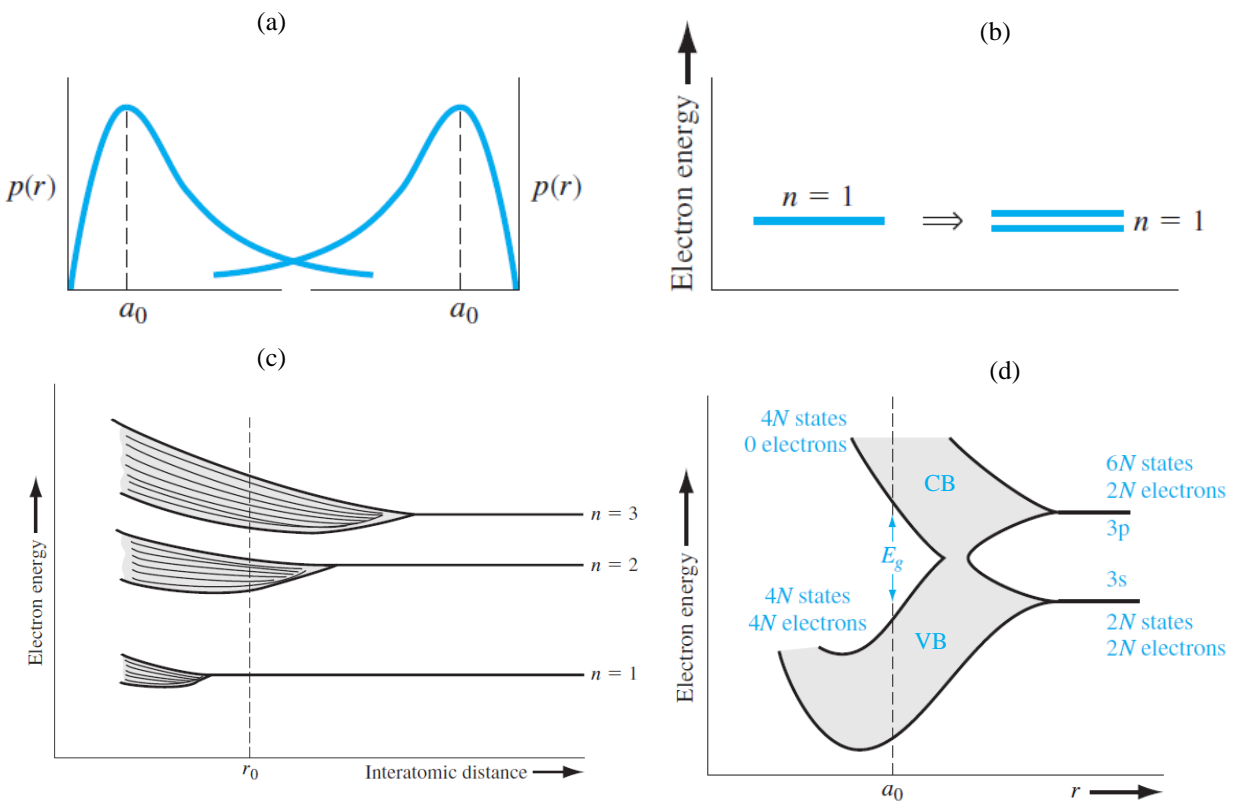 (a)
p(r)
p(r)
a0
a0
(b)
Electron energy
n = 1
⟹
n = 1
(c)
Electron energy
n = 3
n = 2
n = 1
r0
Interatomic distance
(d)
Electron energy
4N states
0 electrons
CB
6N states
2N electrons
3p
Eg
3s
4N states
4N electrons
VB
2N states
2N electrons
a0
r